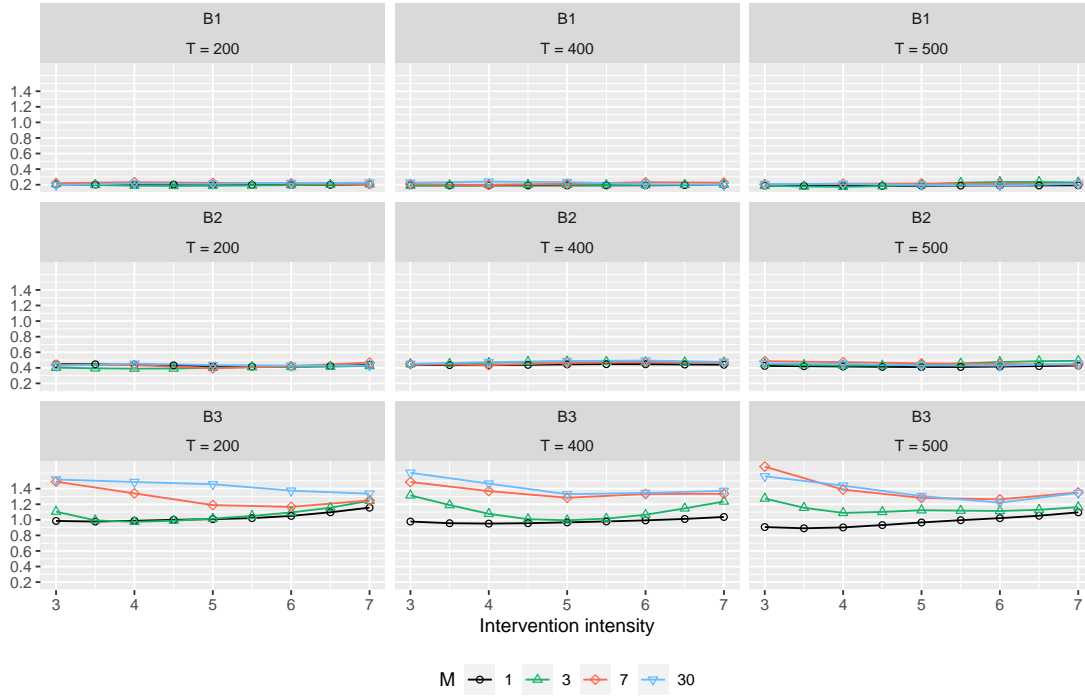 B1 B1 B1
T = 200 T = 400 T = 500
1.4
1.2
1.0
0.8
0.6
0.4
0.2
B2 B2 B2
T = 200 T = 400 T = 500
1.4
1.2
1.0
0.8
0.6
0.4
0.2
B3 B3 B3
T = 200 T = 400 T = 500
1.4
1.2
1.0
0.8
0.6
0.4
0.2
3 4 5 6 7 3 4 5 6 7 3 4 5 6 7
Intervention intensity
M 1 3 7 30